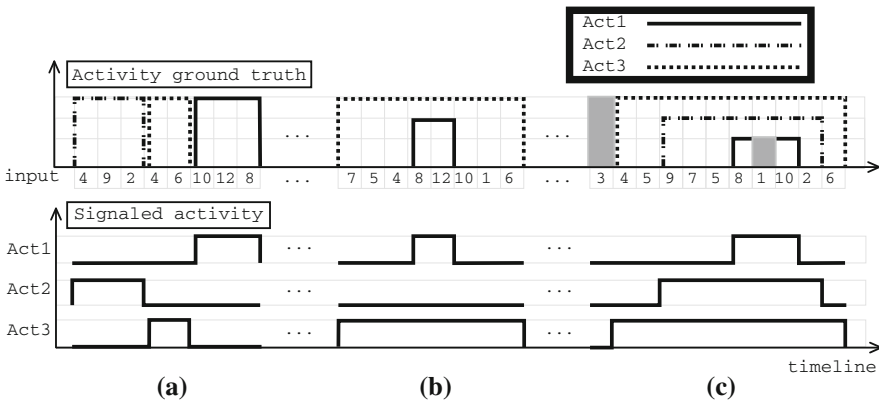 Act1
Act2
Act3
Activity ground truth
... ...
input 4 9 2 4 6 10 12 8 ... 7 5 4 8 12 10 1 6 3 4 5 9 7 5 8 1 10 2 6
Signaled activity
Act1 ... ...
Act2 ... ...
Act3 ... ...
timeline
(a) (b) (c)